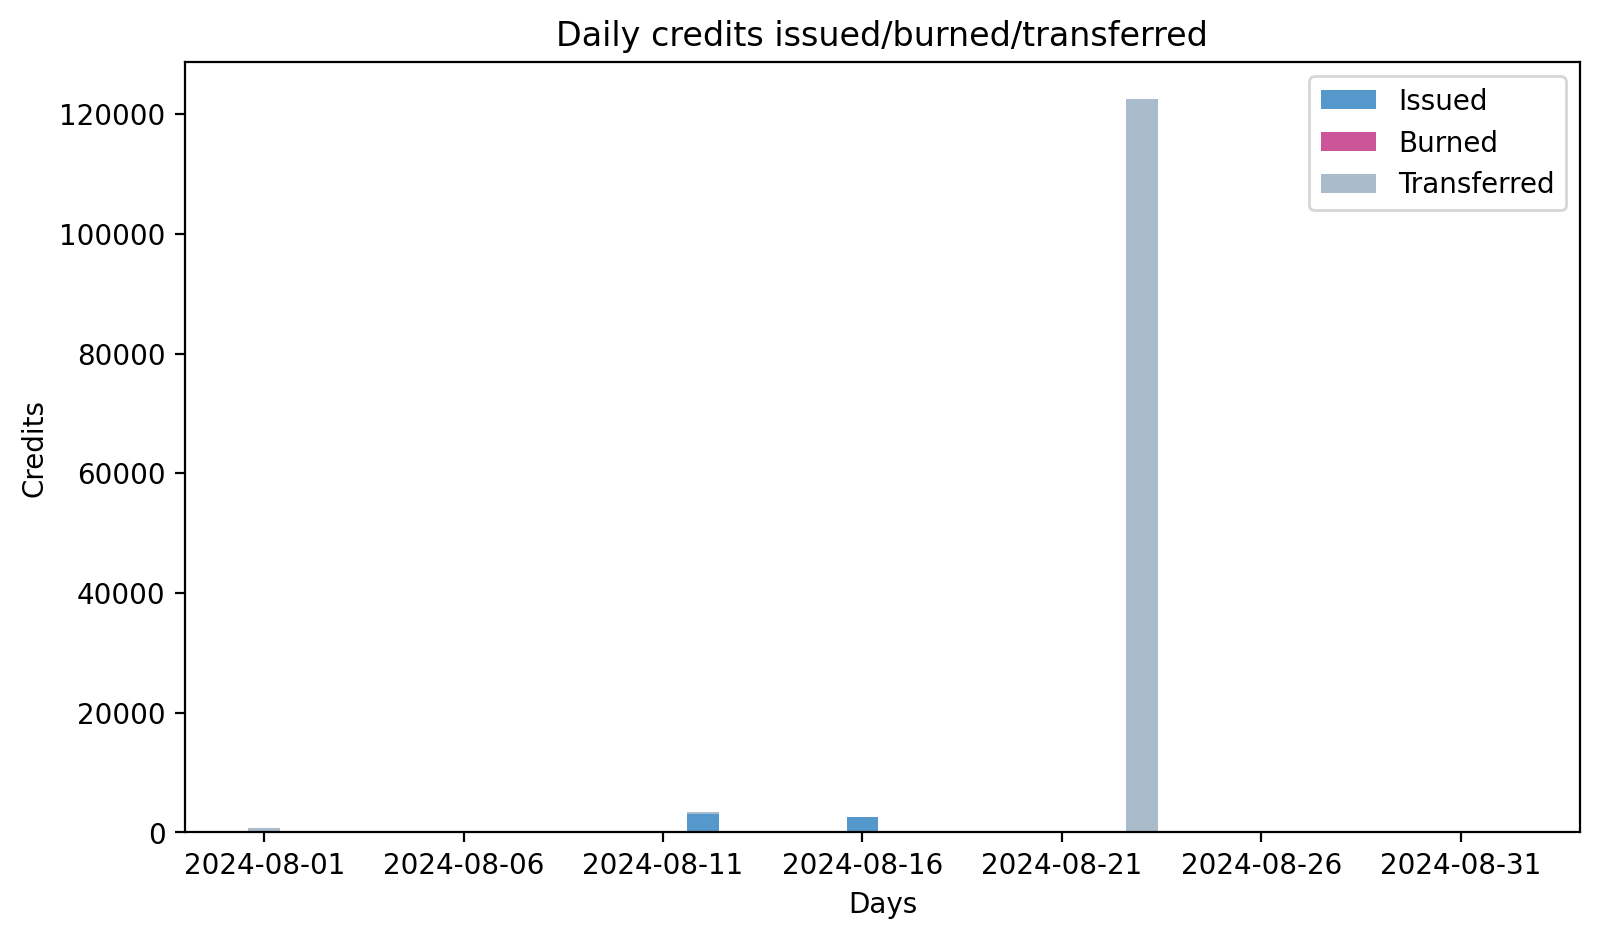 Daily credits issued/burned/transferred
Issued
Burned
Transferred
120000
100000
80000
60000
40000
20000
0
Credits
2024-08-01 2024-08-06 2024-08-11 2024-08-16 2024-08-21 2024-08-26 2024-08-31
Days